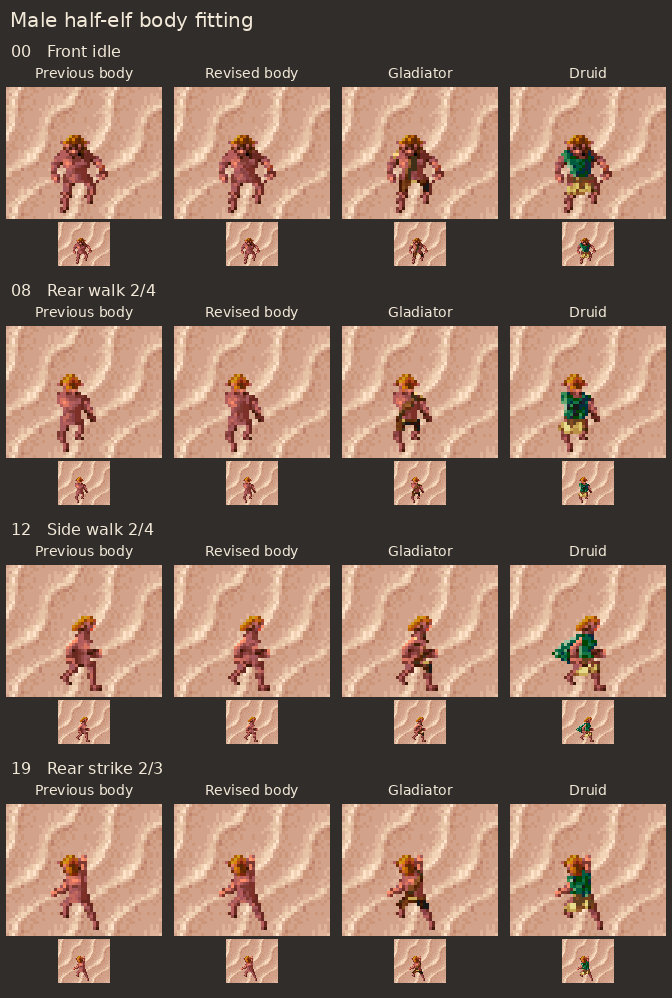 Male half-elf body fitting
00 Front idle
Previous body Revised body Gladiator Druid
08 Rear walk 2/4
Previous body Revised body Gladiator Druid
12 Side walk 2/4
Previous body Revised body Gladiator Druid
19 Rear strike 2/3
Previous body Revised body Gladiator Druid